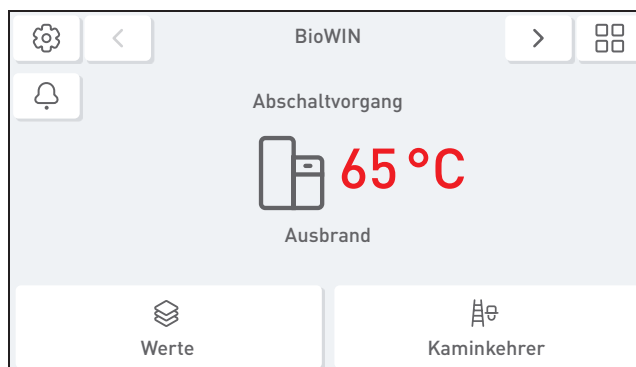 BioWIN
Abschaltvorgang
65 °C
Ausbrand
Werte
Kaminkehrer